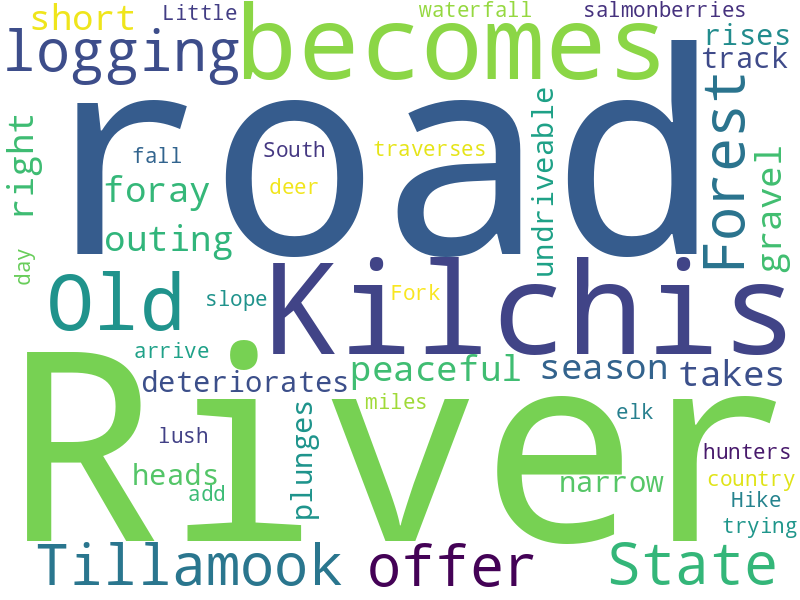 short
Little
waterfall
salmonberries
logging
becomes
rises
track
road
Forest
right
fall
South
traverses
undriveable
gravel
foray
deer
outing
day
Old
slope
Kilchis
Fork
River
arrive
deteriorates
peaceful
season
takes
miles
elk
lush
plunges
hunters
heads
add
narrow
country
Hike
trying
Tillamook
offer
State